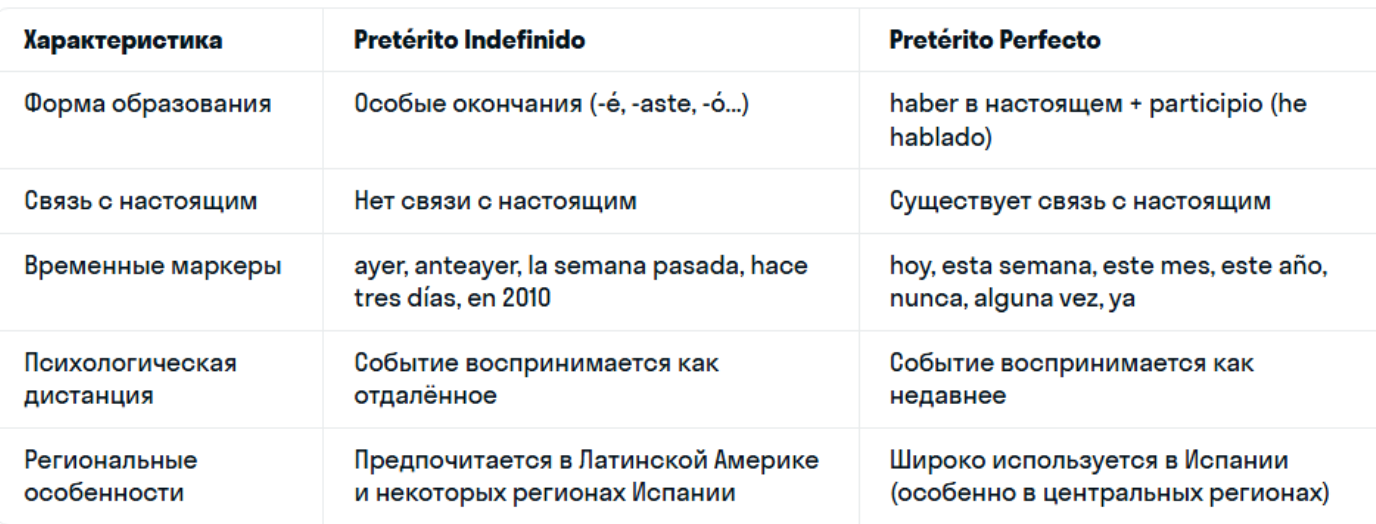 Характеристика Pretérito Indefinido Pretérito Perfecto
Форма образования Особые окончания (-é, -aste, -ó...) haber в настоящем + participio (he
hablado)
Связь с настоящим Нет связи с настоящим Существует связь с настоящим
Временные маркеры ayer, anteayer, la semana pasada, hace hoy, esta semana, este mes, este año,
tres días, en 2010 nunca, alguna vez, ya
Психологическая Событие воспринимается как Событие воспринимается как
дистанция отдалённое недавнее
Региональные Предпочитается в Латинской Америке Широко используется в Испании
особенности и некоторых регионах Испании (особенно в центральных регионах)